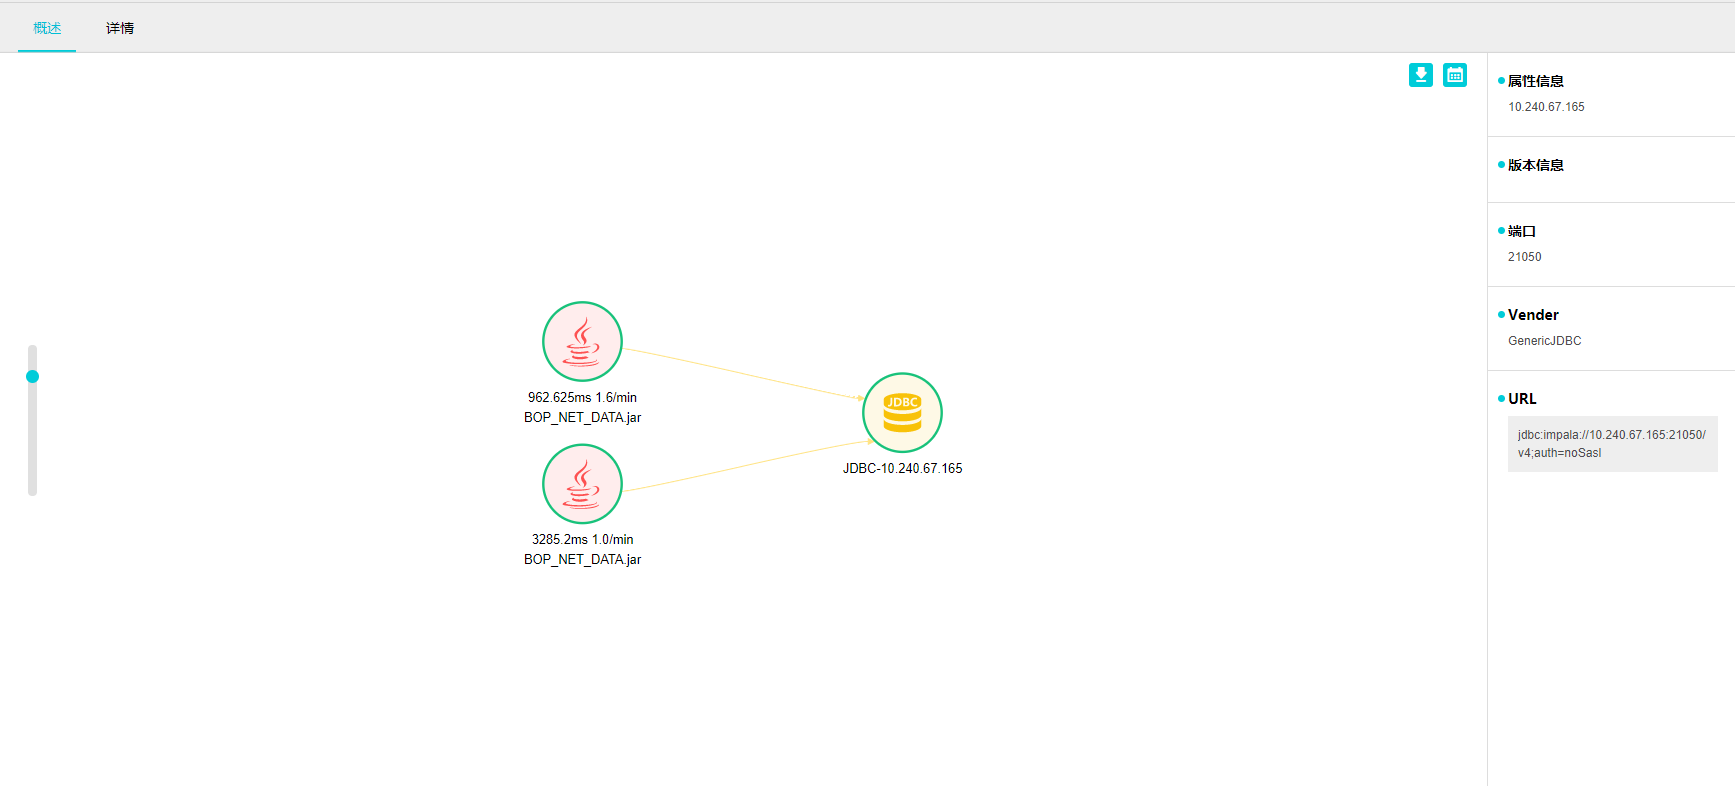 概述
详情
962.625ms 1.6/min
BOP_NET_DATA.jar
3285.2ms 1.0/min
BOP_NET_DATA.jar
JDBC
JDBC-10.240.67.165
属性信息
10.240.67.165
版本信息
端口
21050
Vender
GenericJDBC
URL
jdbc:impala://10.240.67.165:21050/
v4;auth=noSasl